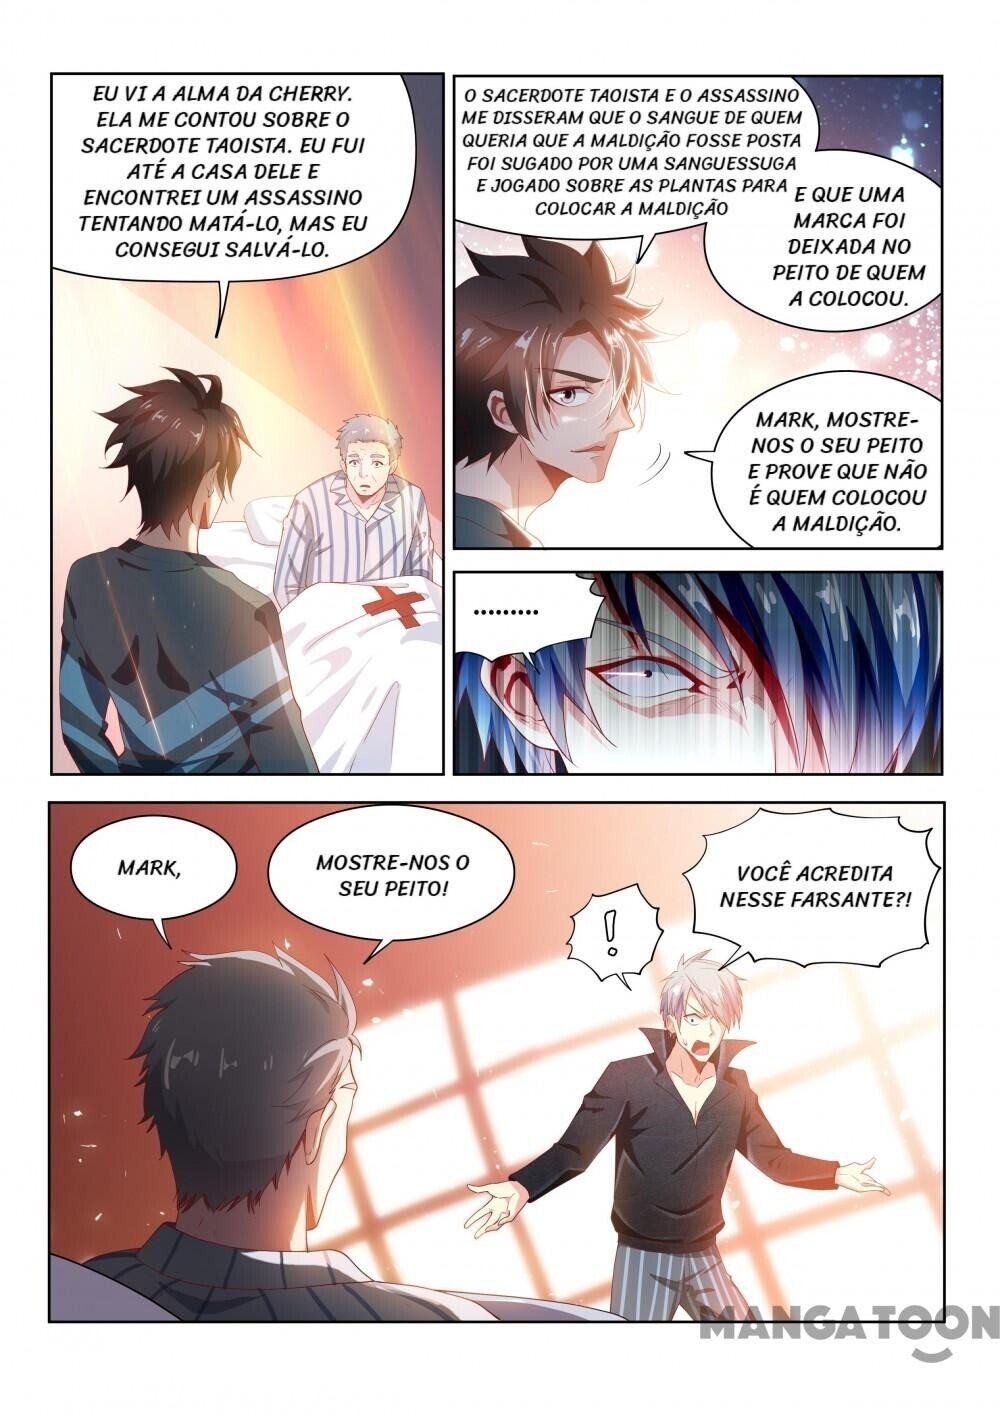 EU VI A ALMA DA CHERRY.
ELA ME CONTOU SOBRE O
SACERDOTE TAOISTA. EU FUI
ATÉ A CASA DELE E
ENCONTREI UM ASSASSINO
TENTANDO MATÁ-LO, MAS EU
CONSEGUI SALVÁ-LO.
O SACERDOTE TAOISTA E O ASSASSINO
ME DISSERAM QUE O SANGUE DE QUEM
QUERIA QUE A MALDIÇÃO FOSSE POSTA
FOI SUGADO POR UMA SANGUESSUGA
E JOGADO SOBRE AS PLANTAS PARA
COLOCAR A MALDIÇÃO
E QUE UMA
MARCA FOI
DEIXADA NO
PEITO DE QUEM
A COLOCOU.
MARK, MOSTRE-
NOS O SEU PEITO
E PROVE QUE NÃO
É QUEM COLOCOU
A MALDIÇÃO.
.........
MARK,
MOSTRE-NOS O
SEU PEITO!
!
VOCÊ ACREDITA
NESSE FARSANTE?!
MANGATOON